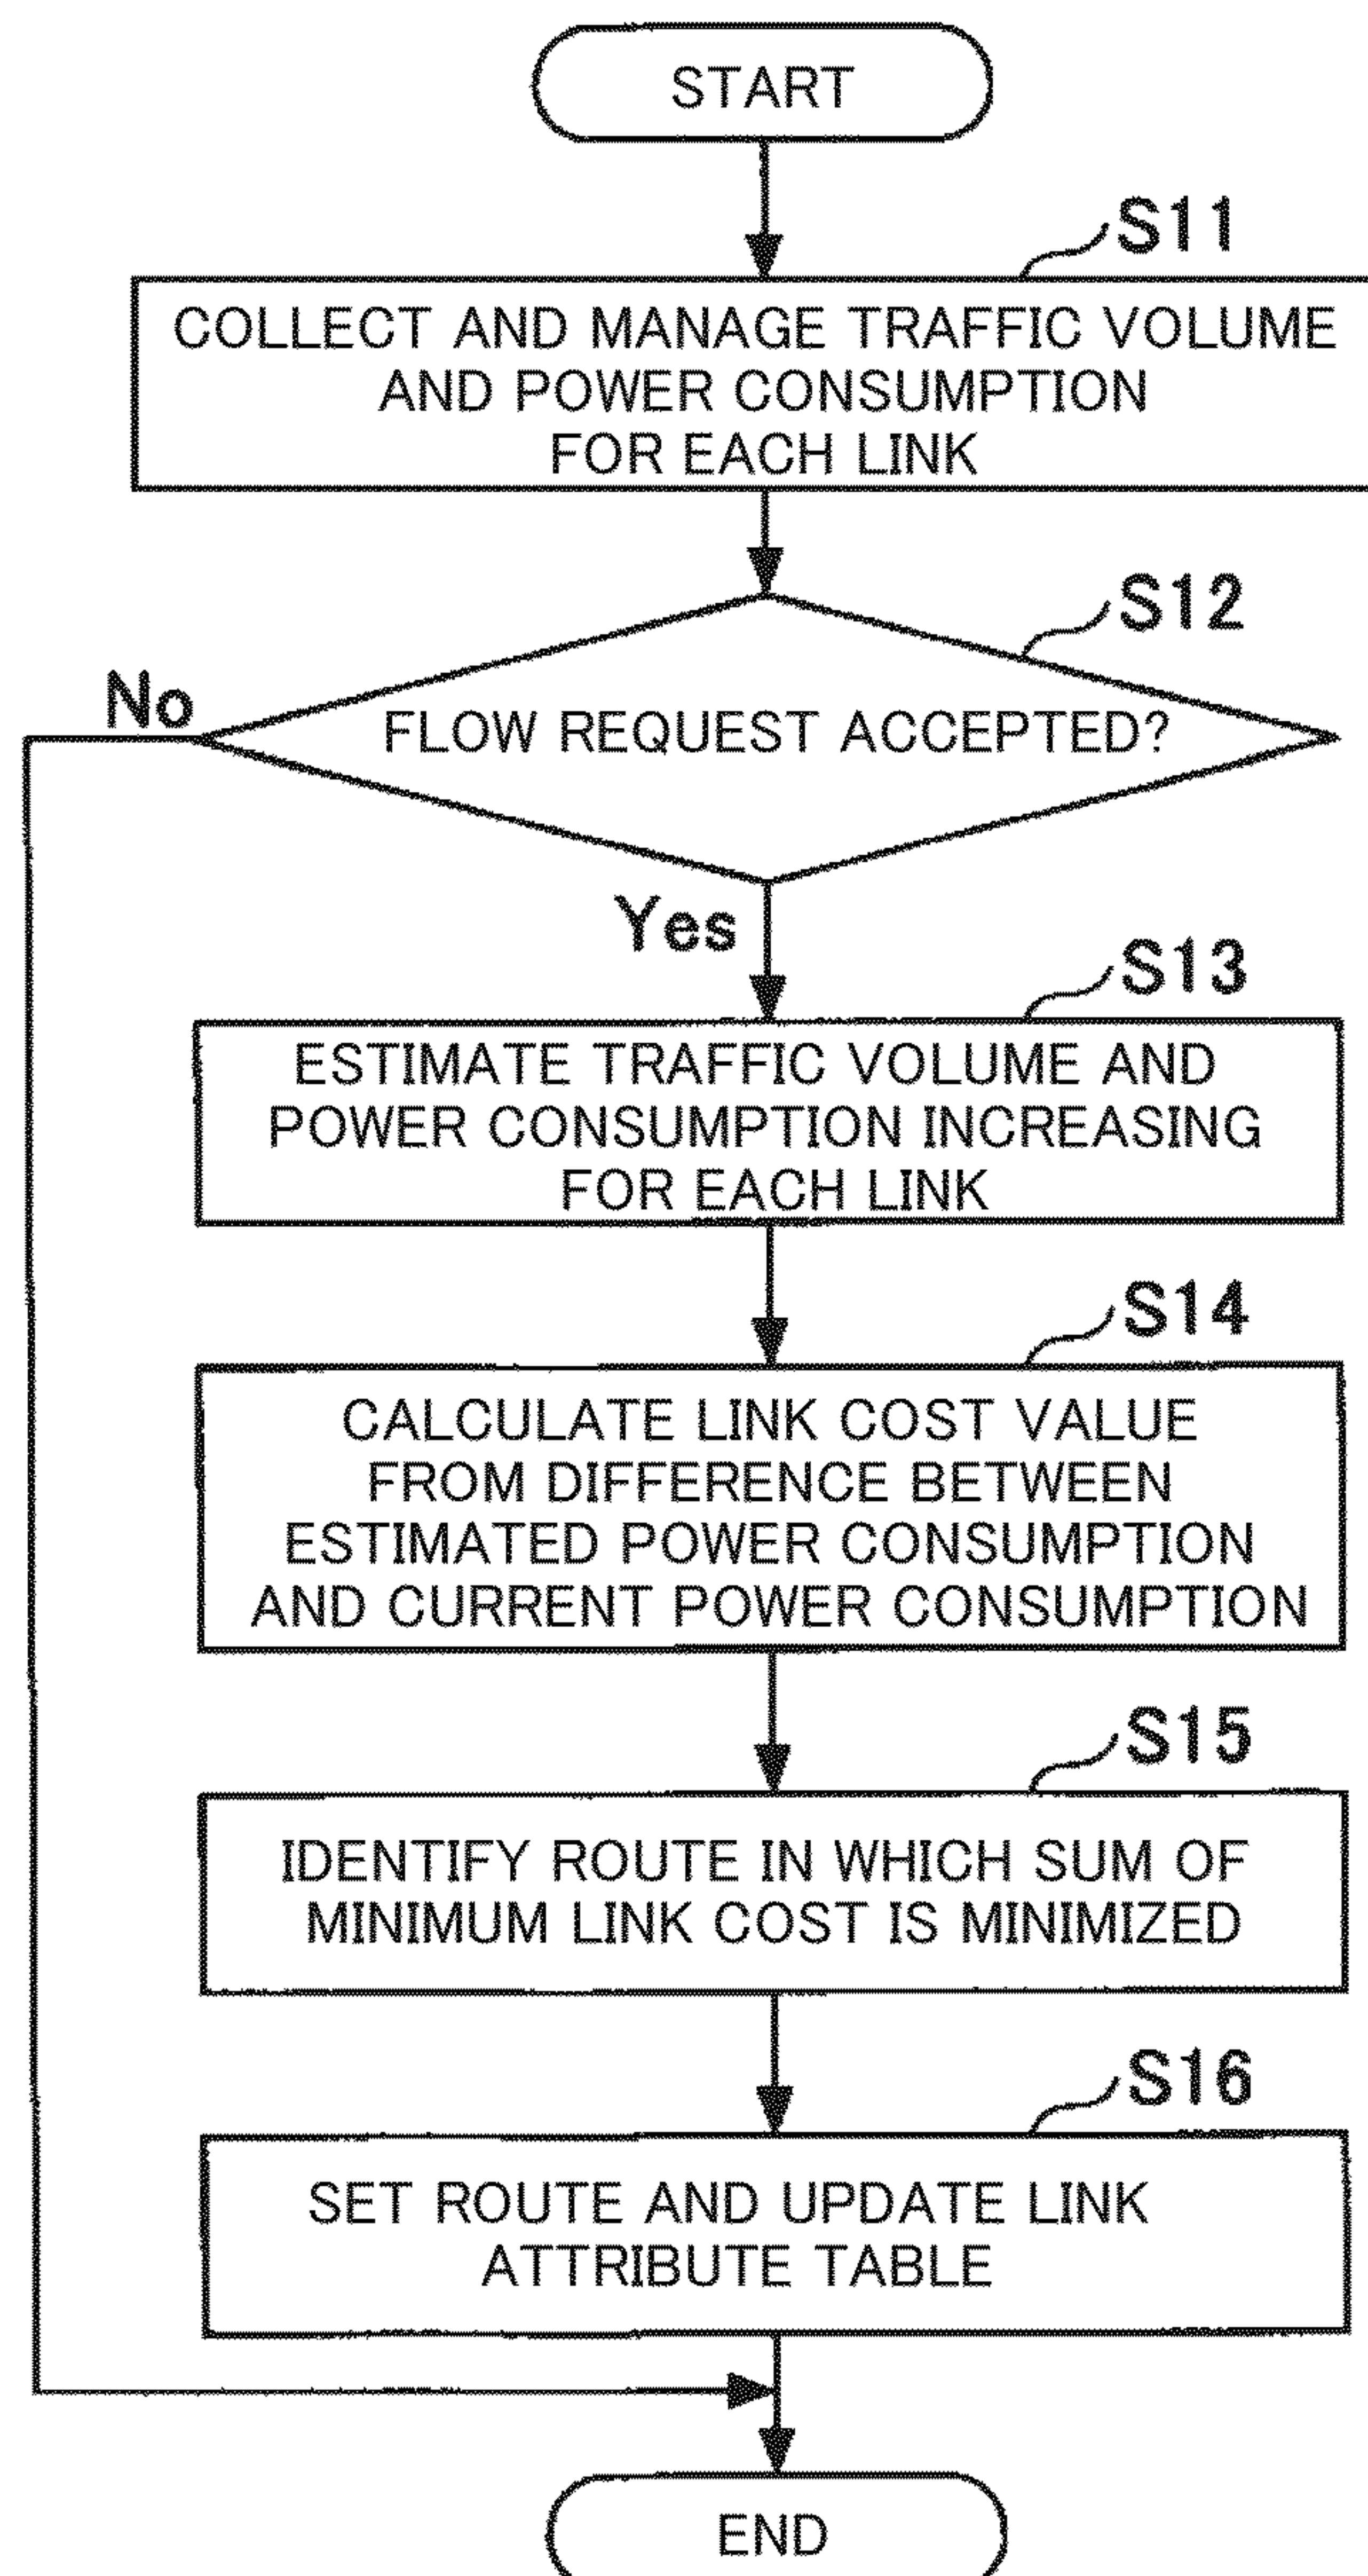 START
S11
COLLECT AND MANAGE TRAFFIC VOLUME
AND POWER CONSUMPTION
FOR EACH LINK
S12
No
FLOW REQUEST ACCEPTED?
Yes
S13
ESTIMATE TRAFFIC VOLUME AND
POWER CONSUMPTION INCREASING
FOR EACH LINK
S14
CALCULATE LINK COST VALUE
FROM DIFFERENCE BETWEEN
ESTIMATED POWER CONSUMPTION
AND CURRENT POWER CONSUMPTION
S15
IDENTIFY ROUTE IN WHICH SUM OF
MINIMUM LINK COST IS MINIMIZED
S16
SET ROUTE AND UPDATE LINK
ATTRIBUTE TABLE
END